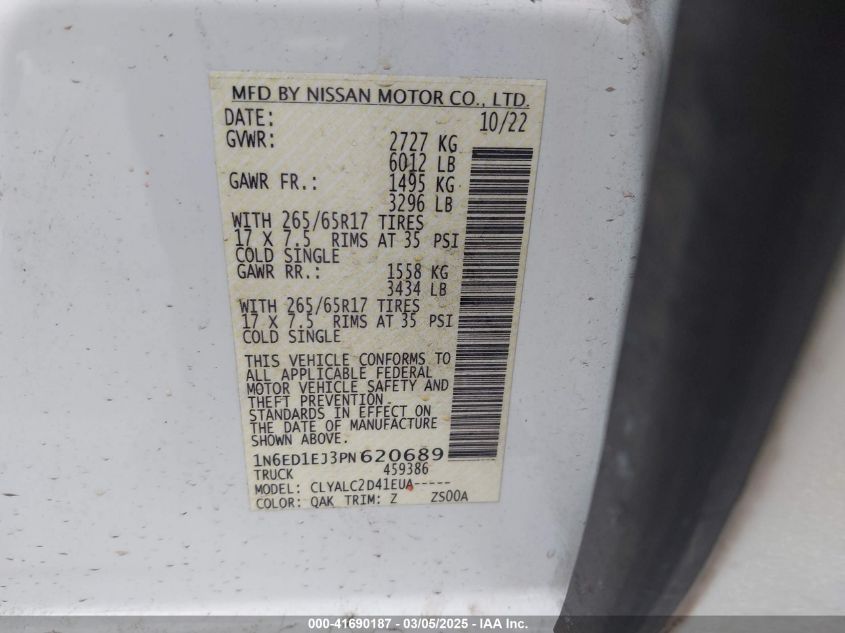 MFD BY NISSAN MOTOR CO., LTD.
DATE: 10/22
GVWR: 2727 KG
6012 LB
GAWR FR.: 1495 KG
3296 LB
WITH 265/65R17 TIRES
17 X 7.5 RIMS AT 35 PSI
COLD SINGLE
GAWR RR.: 1558 KG
3434 LB
WITH 265/65R17 TIRES
17 X 7.5 RIMS AT 35 PSI
COLD SINGLE
THIS VEHICLE CONFORMS TO
ALL APPLICABLE FEDERAL
MOTOR VEHICLE SAFETY AND
THEFT PREVENTION
STANDARDS IN EFFECT ON
THE DATE OF MANUFACTURE
SHOWN ABOVE.
1N6ED1EJ3PN620689
TRUCK 459386
MODEL: CLYALC2D41EUA-----
COLOR: QAK TRIM: Z ZS00A
000-41690187 - 03/05/2025 - IAA Inc.